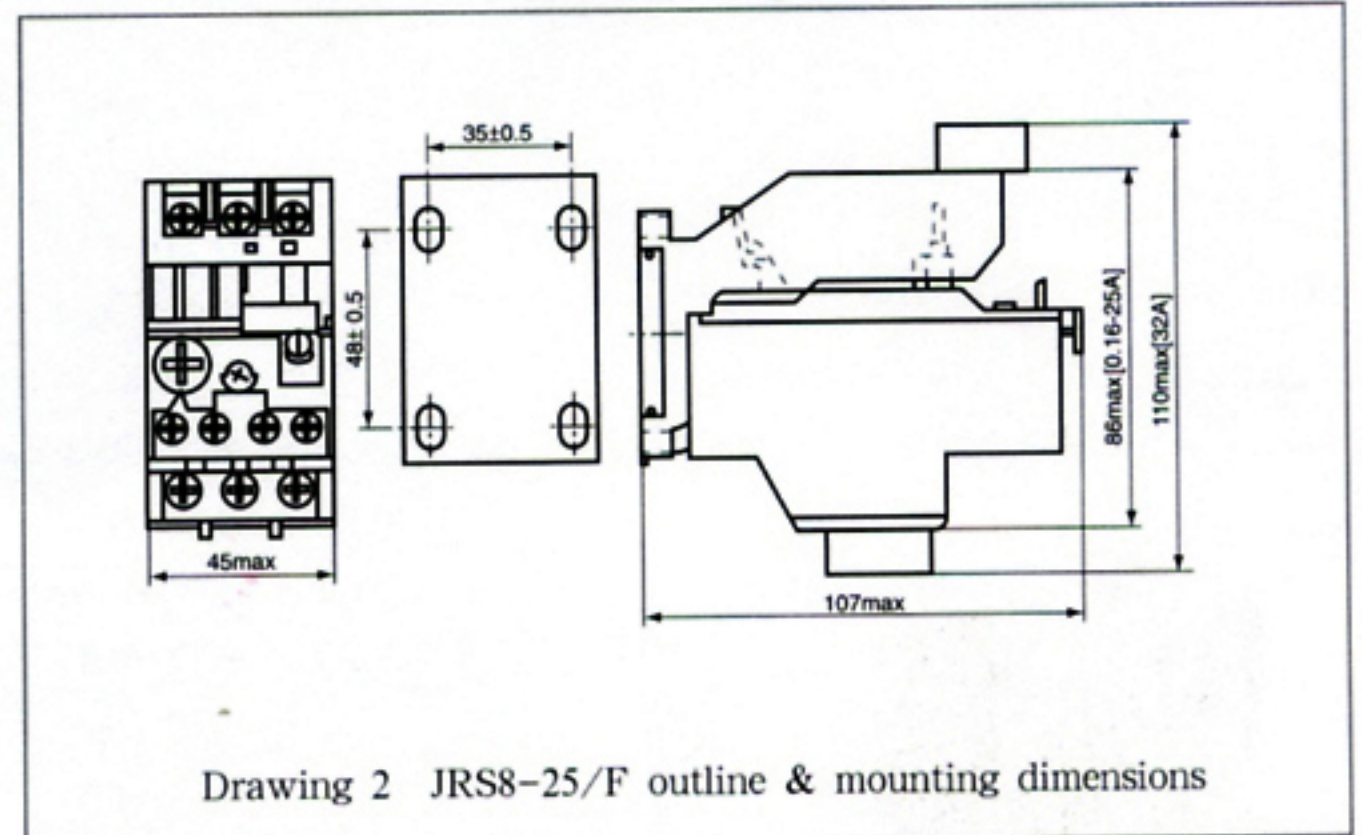 35±0.5
48± 0.5
45max
86max[0.16-25A]
110max[32A]
107max
Drawing 2 JRS8-25/F outline & mounting dimensions